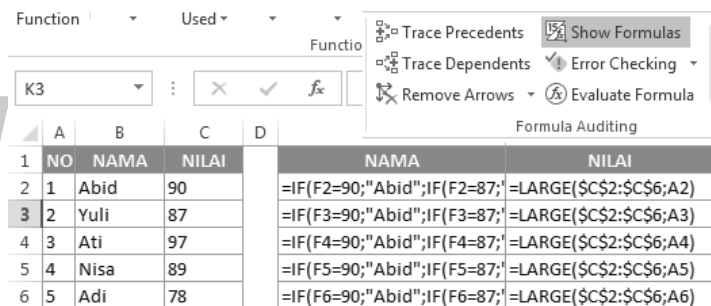 Function Used
Functio
Trace Precedents Show Formulas
Trace Dependents Error Checking
Remove Arrows fx Evaluate Formula
Formula Auditing
K3 fx
A B C D
1 NO NAMA NILAI NAMA NILAI
2 1 Abid 90 =IF(F2=90;"Abid";IF(F2=87;" =LARGE($C$2:$C$6;A2)
3 2 Yuli 87 =IF(F3=90;"Abid";IF(F3=87;" =LARGE($C$2:$C$6;A3)
4 3 Ati 97 =IF(F4=90;"Abid";IF(F4=87;" =LARGE($C$2:$C$6;A4)
5 4 Nisa 89 =IF(F5=90;"Abid";IF(F5=87;" =LARGE($C$2:$C$6;A5)
6 5 Adi 78 =IF(F6=90;"Abid";IF(F6=87;" =LARGE($C$2:$C$6;A6)